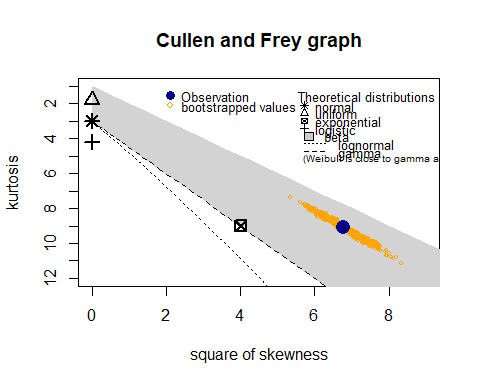 Cullen and Frey graph
Observation
bootstrapped values
Theoretical distributions
normal
uniform
exponential
logistic
beta
lognormal
gamma
(Weibull is close to gamma a
kurtosis
2
4
6
8
10
12
0 2 4 6 8
square of skewness